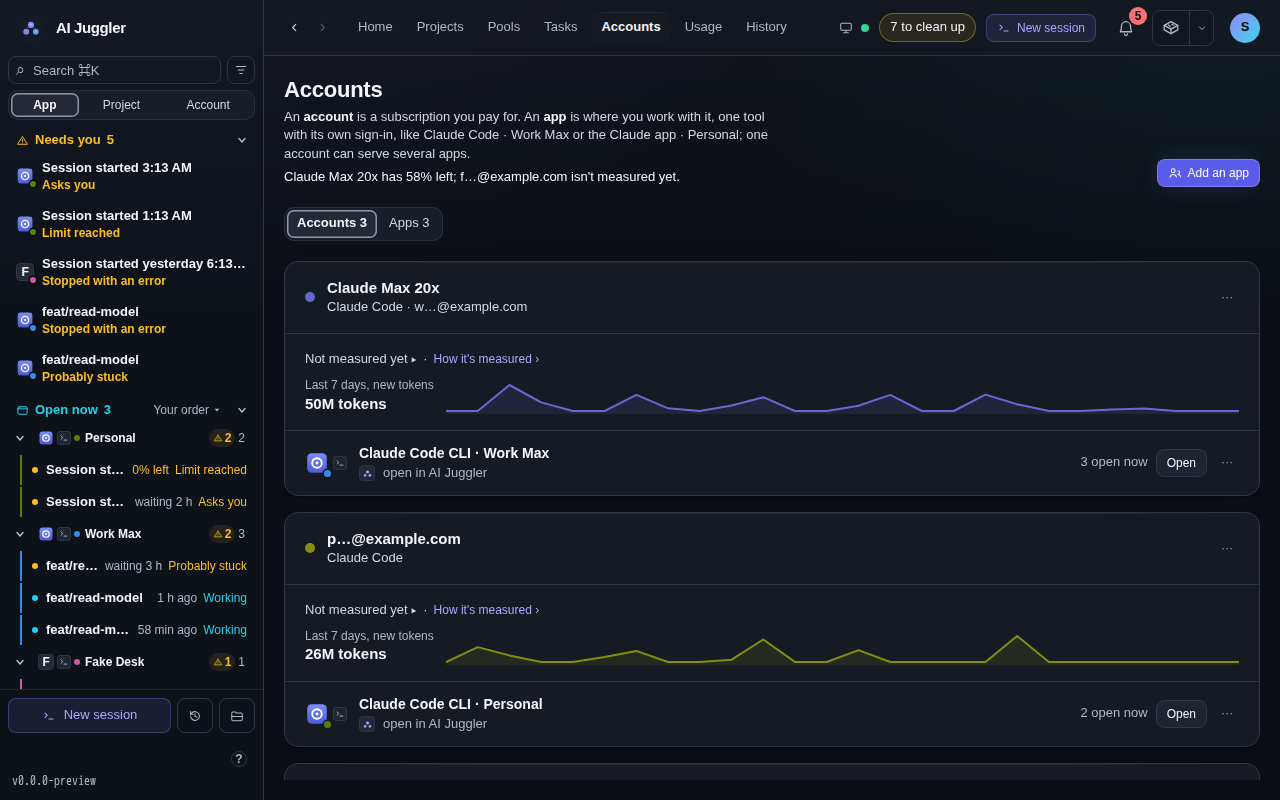 AI Juggler
Search ⌘K
App Project Account
Needs you 5
Session started 3:13 AM
Asks you
Session started 1:13 AM
Limit reached
F
Session started yesterday 6:13…
Stopped with an error
feat/read-model
Stopped with an error
feat/read-model
Probably stuck
Open now 3 Your order
Personal 2 2
Session st… 0% left Limit reached
Session st… waiting 2 h Asks you
Work Max 2 3
feat/re… waiting 3 h Probably stuck
feat/read-model 1 h ago Working
feat/read-m… 58 min ago Working
F Fake Desk 1 1
New session
?
v0.0.0-preview
Home Projects Pools Tasks Accounts Usage History
7 to clean up
New session
5
S
Accounts
An account is a subscription you pay for. An app is where you work with it, one tool
with its own sign-in, like Claude Code · Work Max or the Claude app · Personal; one
account can serve several apps.
Claude Max 20x has 58% left; f…@example.com isn't measured yet.
Add an app
Accounts 3 Apps 3
Claude Max 20x
Claude Code · w…@example.com
Not measured yet ▸ · How it's measured ›
Last 7 days, new tokens
50M tokens
Claude Code CLI · Work Max
open in AI Juggler
3 open now Open
p…@example.com
Claude Code
Not measured yet ▸ · How it's measured ›
Last 7 days, new tokens
26M tokens
Claude Code CLI · Personal
open in AI Juggler
2 open now Open